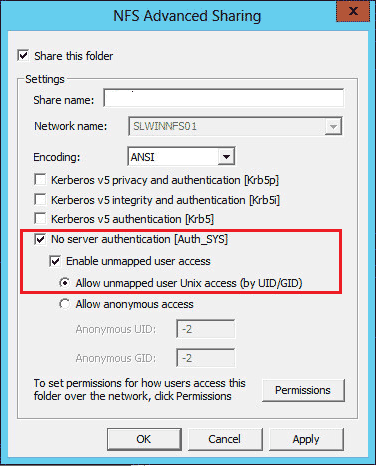 NFS Advanced Sharing
x
Share this folder
Settings
Share name:
Network name: SLWINNFS01
Encoding: ANSI
Kerberos v5 privacy and authentication [Krb5p]
Kerberos v5 integrity and authentication [Krb5i]
Kerberos v5 authentication [Krb5]
No server authentication [Auth_SYS]
Enable unmapped user access
Allow unmapped user Unix access (by UID/GID)
Allow anonymous access
Anonymous UID: -2
Anonymous GID: -2
To set permissions for how users access this
folder over the network, click Permissions
Permissions
OK Cancel Apply